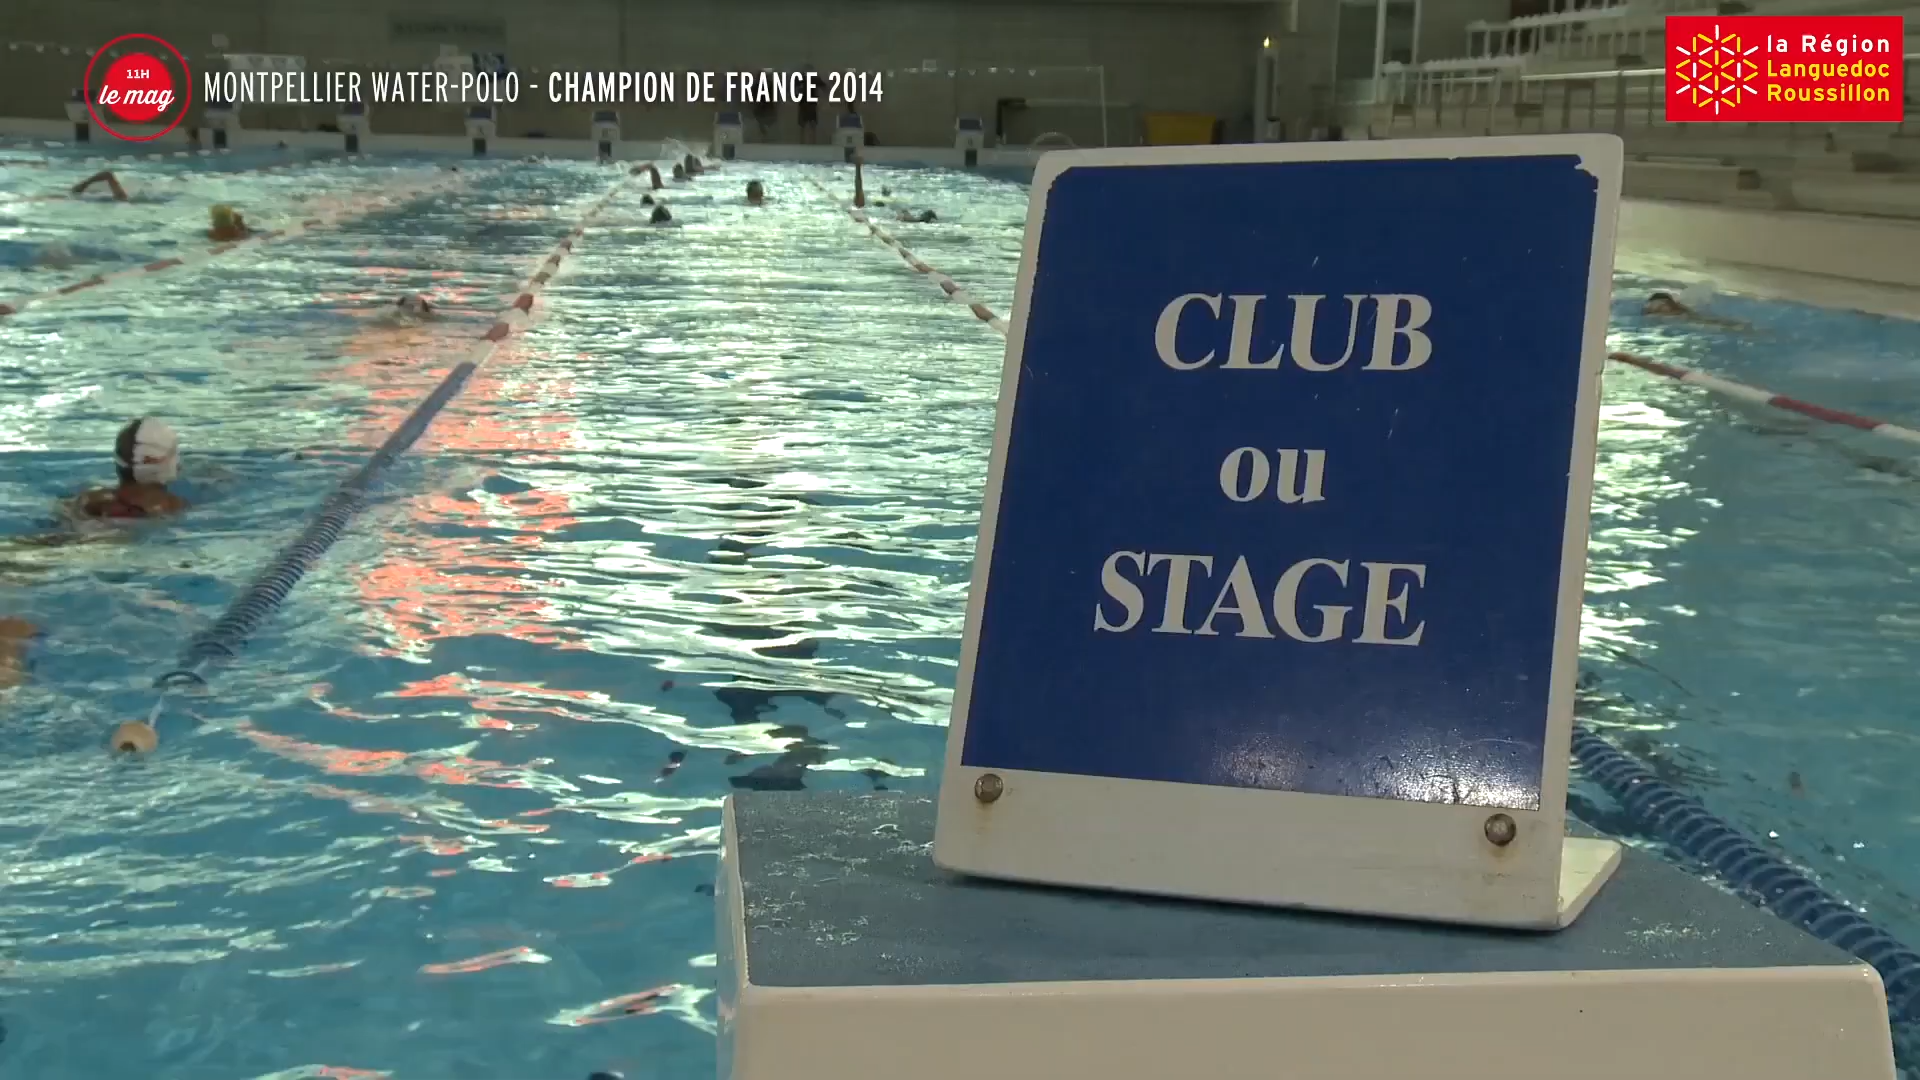 11H
le mag
MONTPELLIER WATER-POLO - CHAMPION DE FRANCE 2014
la Région
Languedoc
Roussillon
CLUB
ou
STAGE